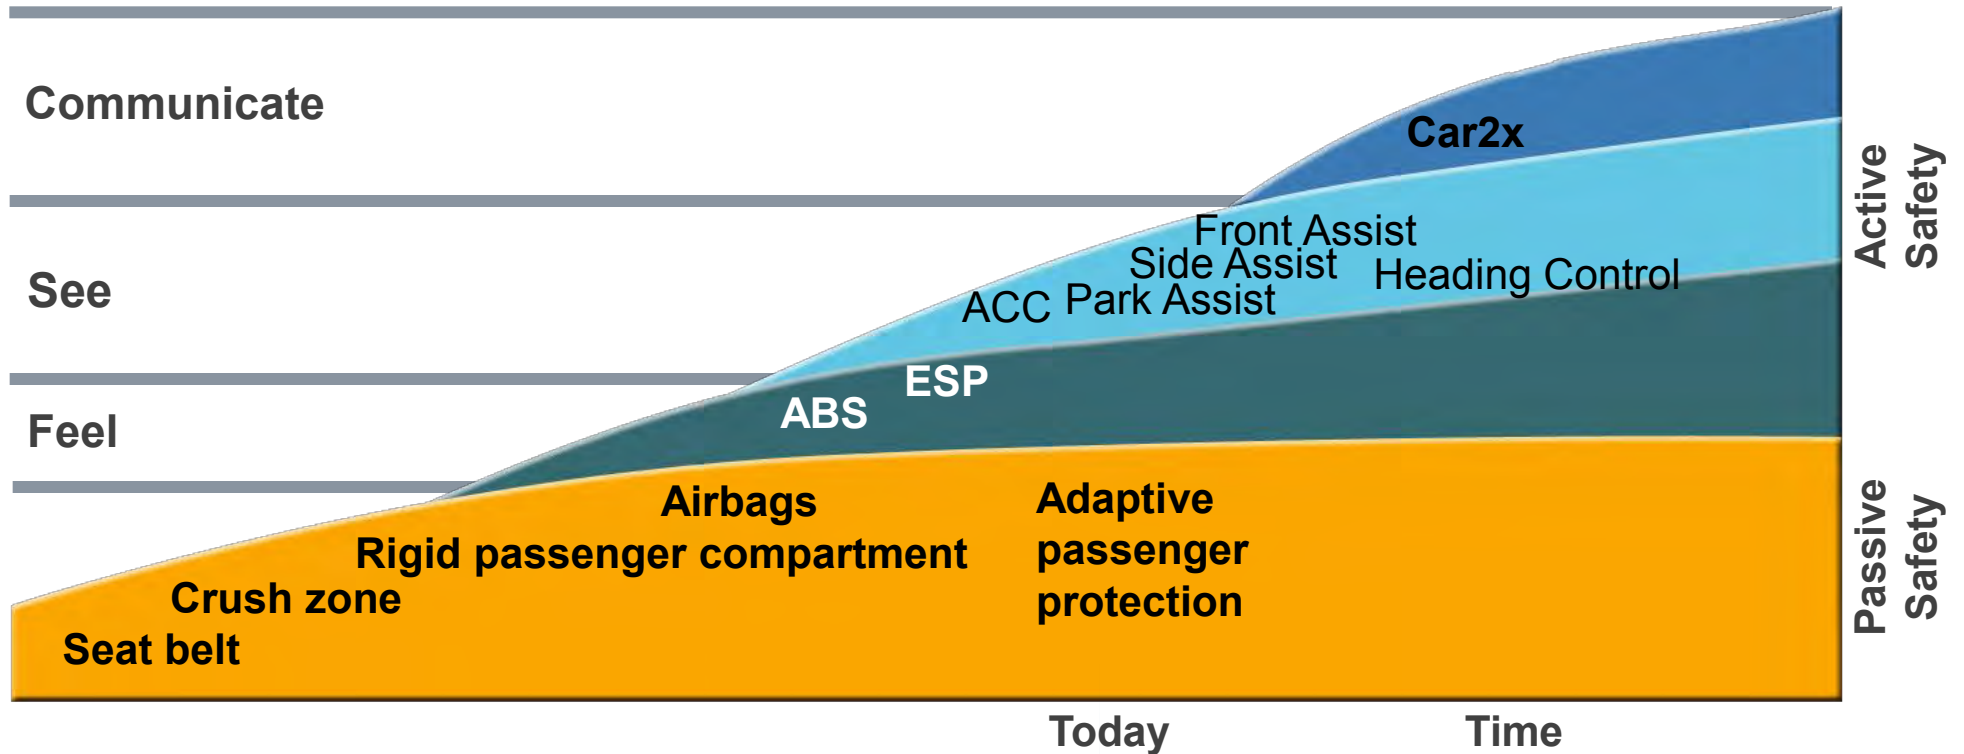 Communicate
Car2x
Active
Safety
See
Front Assist
Side Assist
Heading Control
ACC
Park Assist
Feel
ESP
ABS
Airbags
Adaptive
passenger
protection
Rigid passenger compartment
Crush zone
Seat belt
Passive
Safety
Today
Time